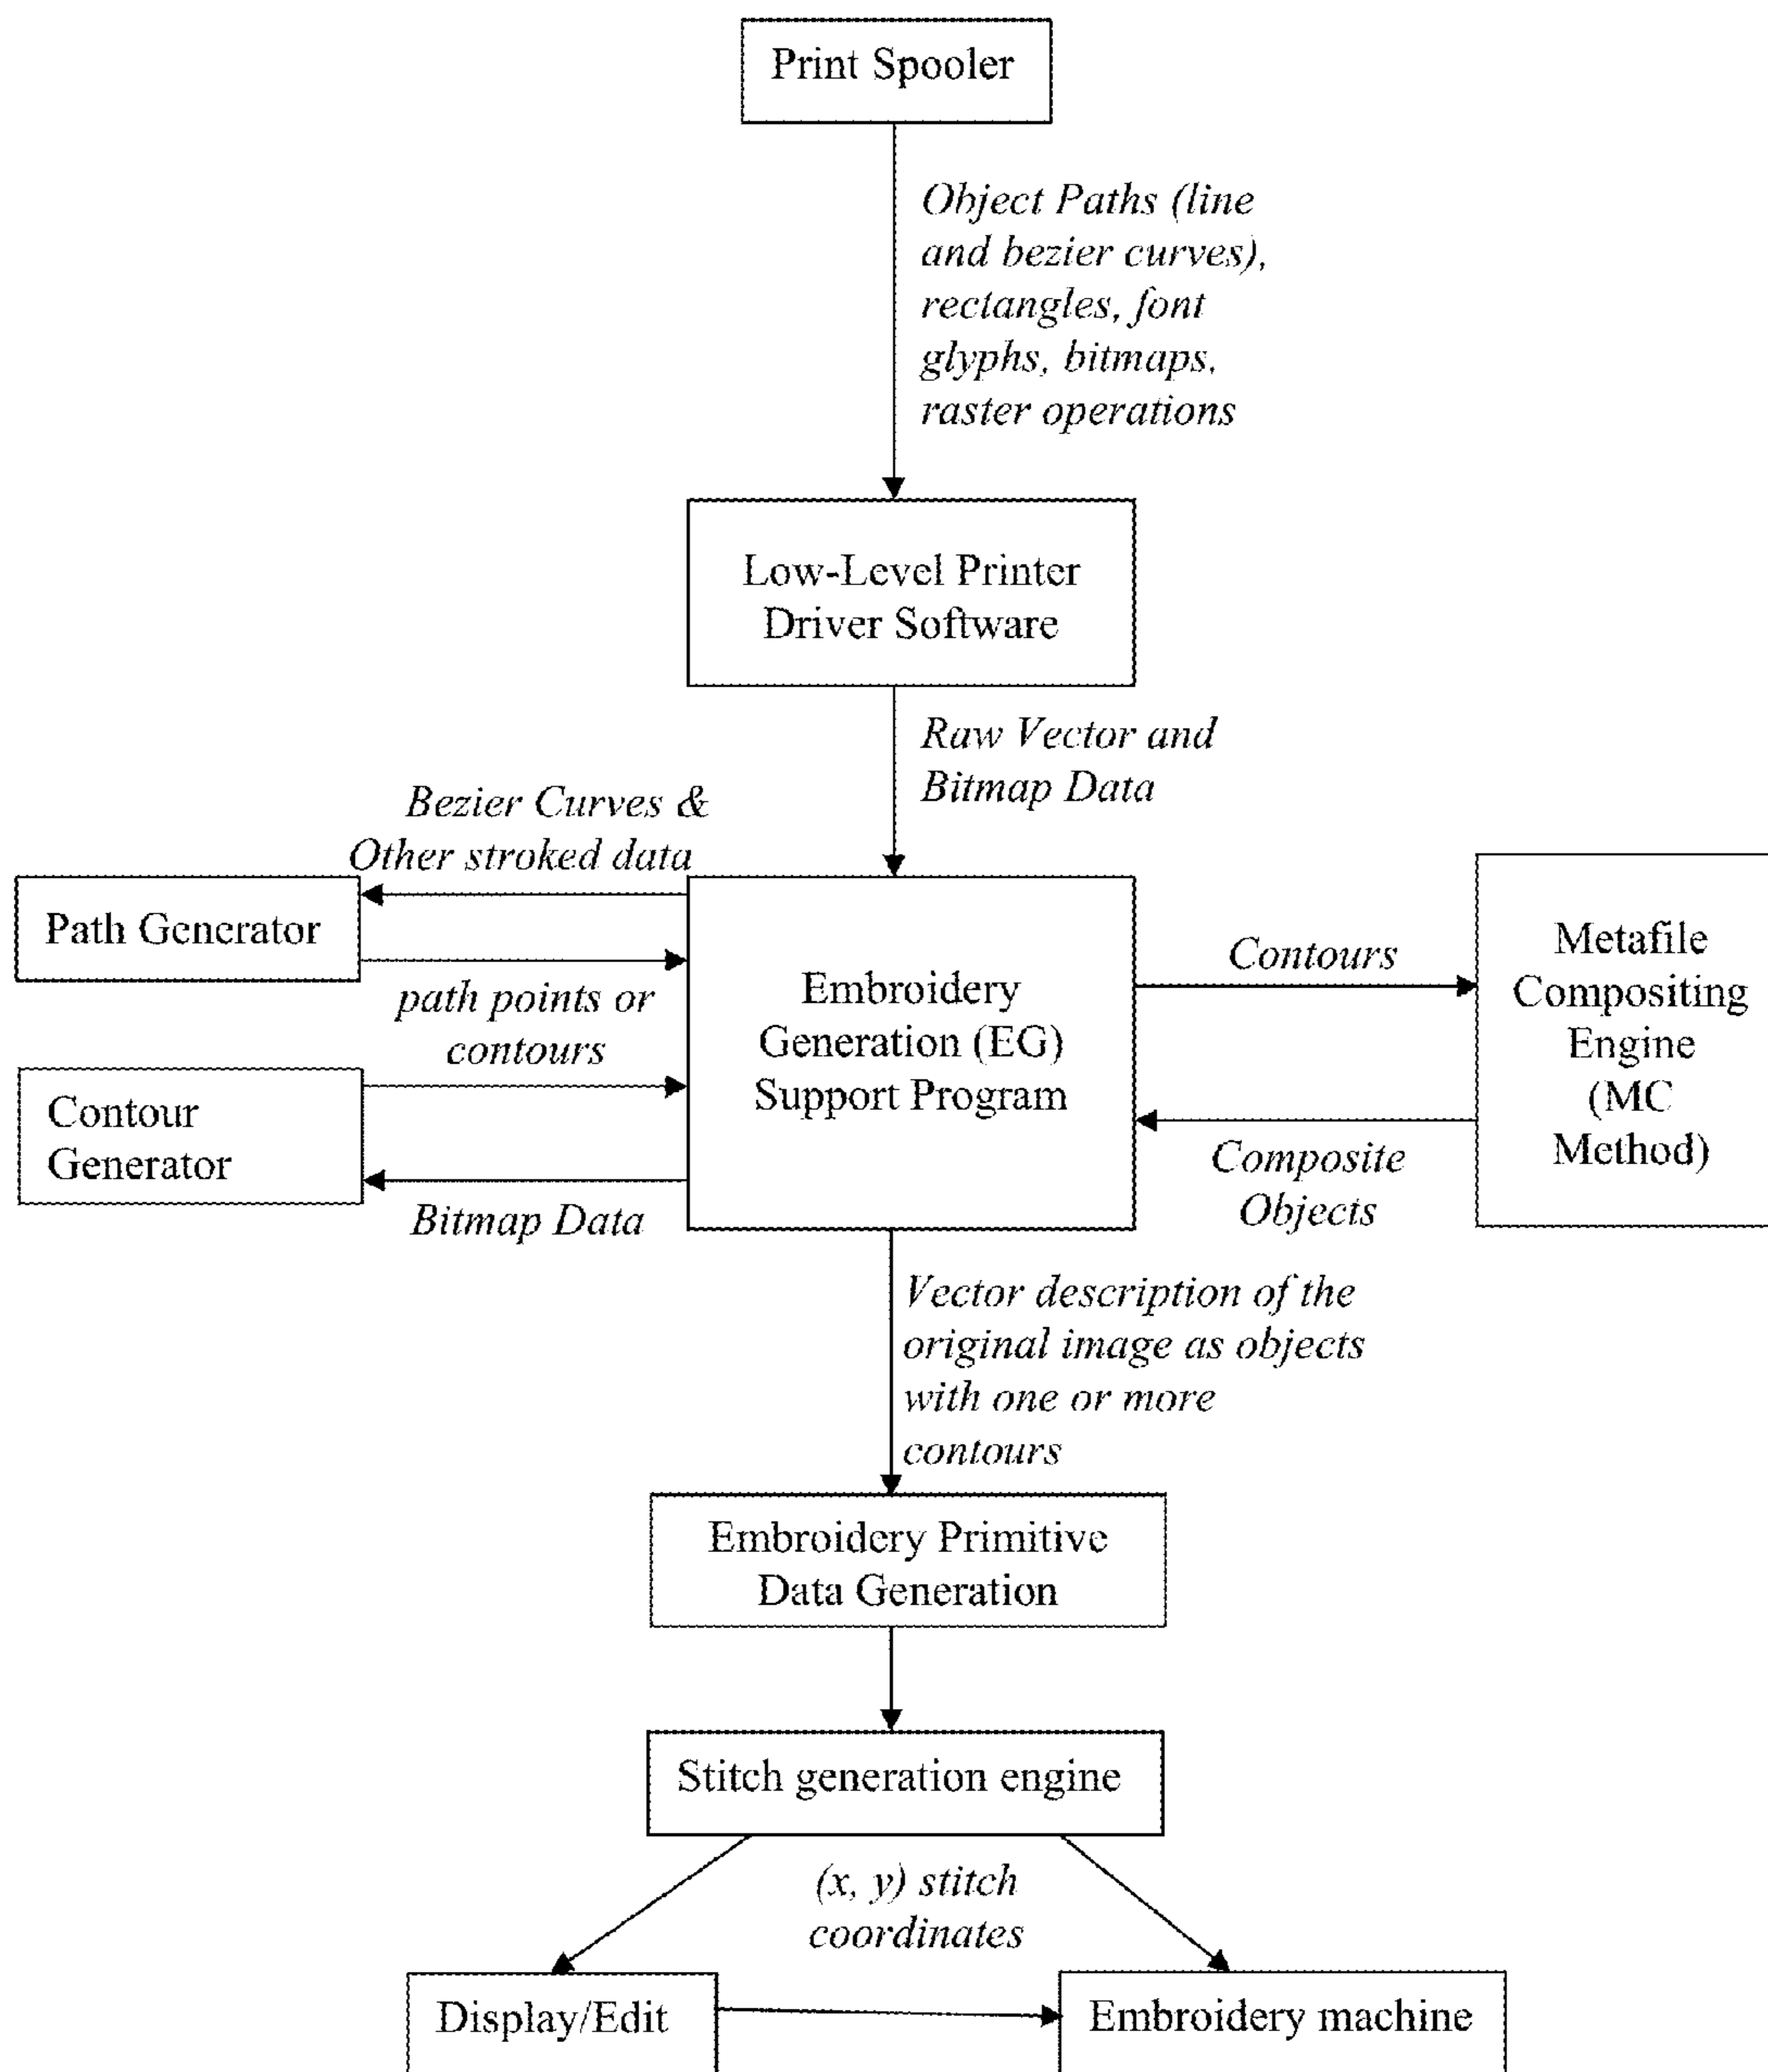 Print Spooler
Object Paths (line
and bezier curves),
rectangles, font
glyphs, bitmaps,
raster operations
Low-Level Printer
Driver Software
Raw Vector and
Bitmap Data
Bezier Curves &
Other stroked data
Path Generator
path points or
contours
Contour
Generator
Bitmap Data
Embroidery
Generation (EG)
Support Program
Contours
Composite
Objects
Metafile
Compositing
Engine
(MC
Method)
Vector description of the
original image as objects
with one or more
contours
Embroidery Primitive
Data Generation
Stitch generation engine
(x, y) stitch
coordinates
Display/Edit
Embroidery machine